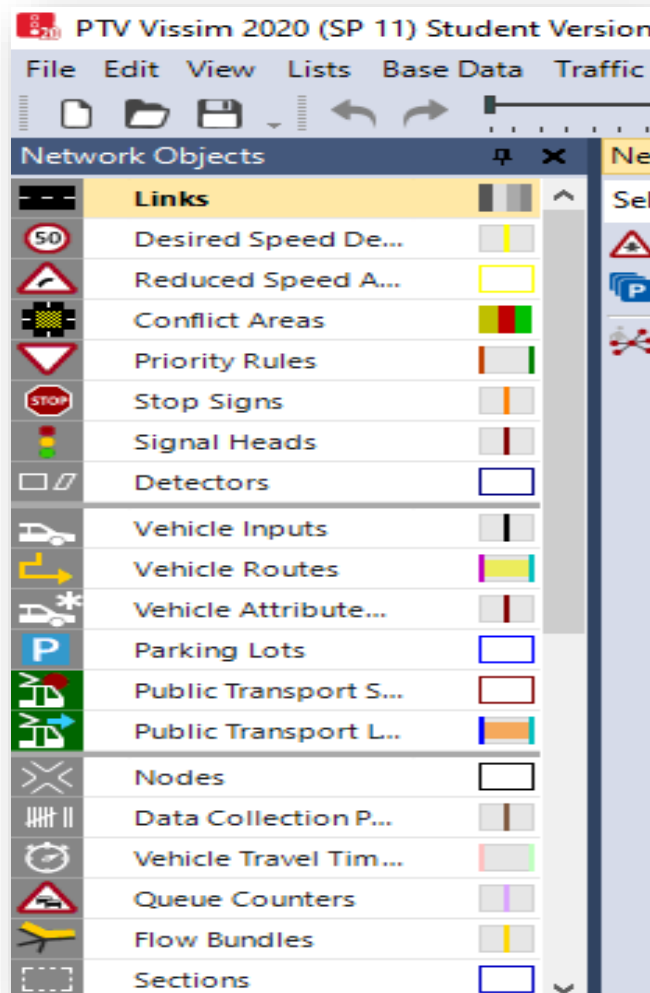 PTV Vissim 2020 (SP 11) Student Version
File Edit View Lists Base Data Traffic
Network Objects
Ne
Links
Sel
50
Desired Speed De...
Reduced Speed A...
Conflict Areas
Priority Rules
STOP
Stop Signs
Signal Heads
Detectors
Vehicle Inputs
Vehicle Routes
Vehicle Attribute...
P
Parking Lots
Public Transport S...
Public Transport L...
Nodes
Data Collection P...
Vehicle Travel Tim...
Queue Counters
Flow Bundles
Sections
P